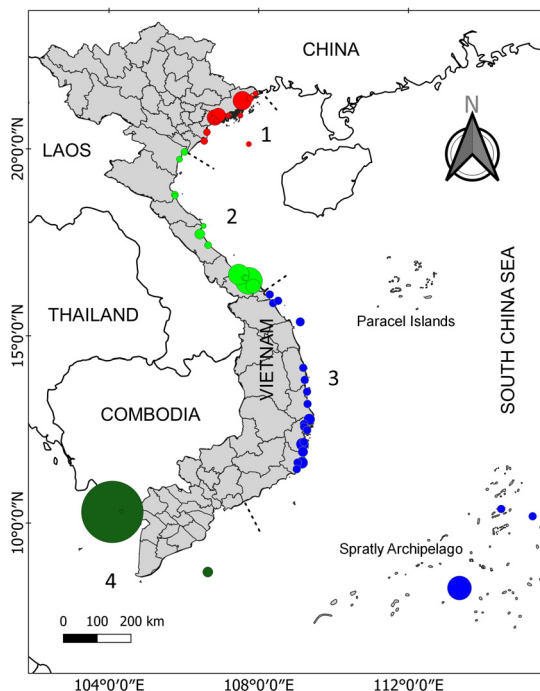 CHINA
N
20°0′0″N
LAOS
1
2
THAILAND
VIETNAM
Paracel Islands
SOUTH CHINA SEA
15°0′0″N
3
COMBODIA
10°0′0″N
Spratly Archipelago
4
0 100 200 km
104°0′0″E 108°0′0″E 112°0′0″E